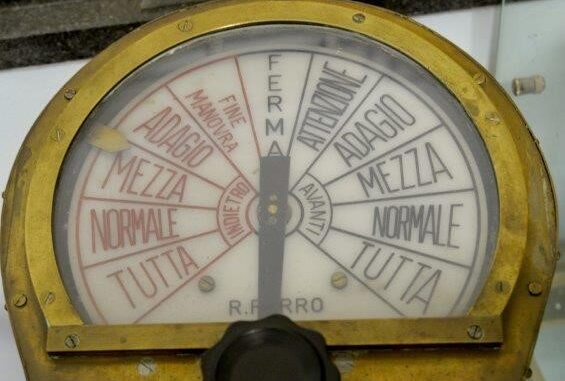 FERMA
ATTENZIONE
ADAGIO
MEZZA
NORMALE
TUTTA
AVANTI
FINE
MANOVRA
ADAGIO
MEZZA
NORMALE
TUTTA
INDIETRO